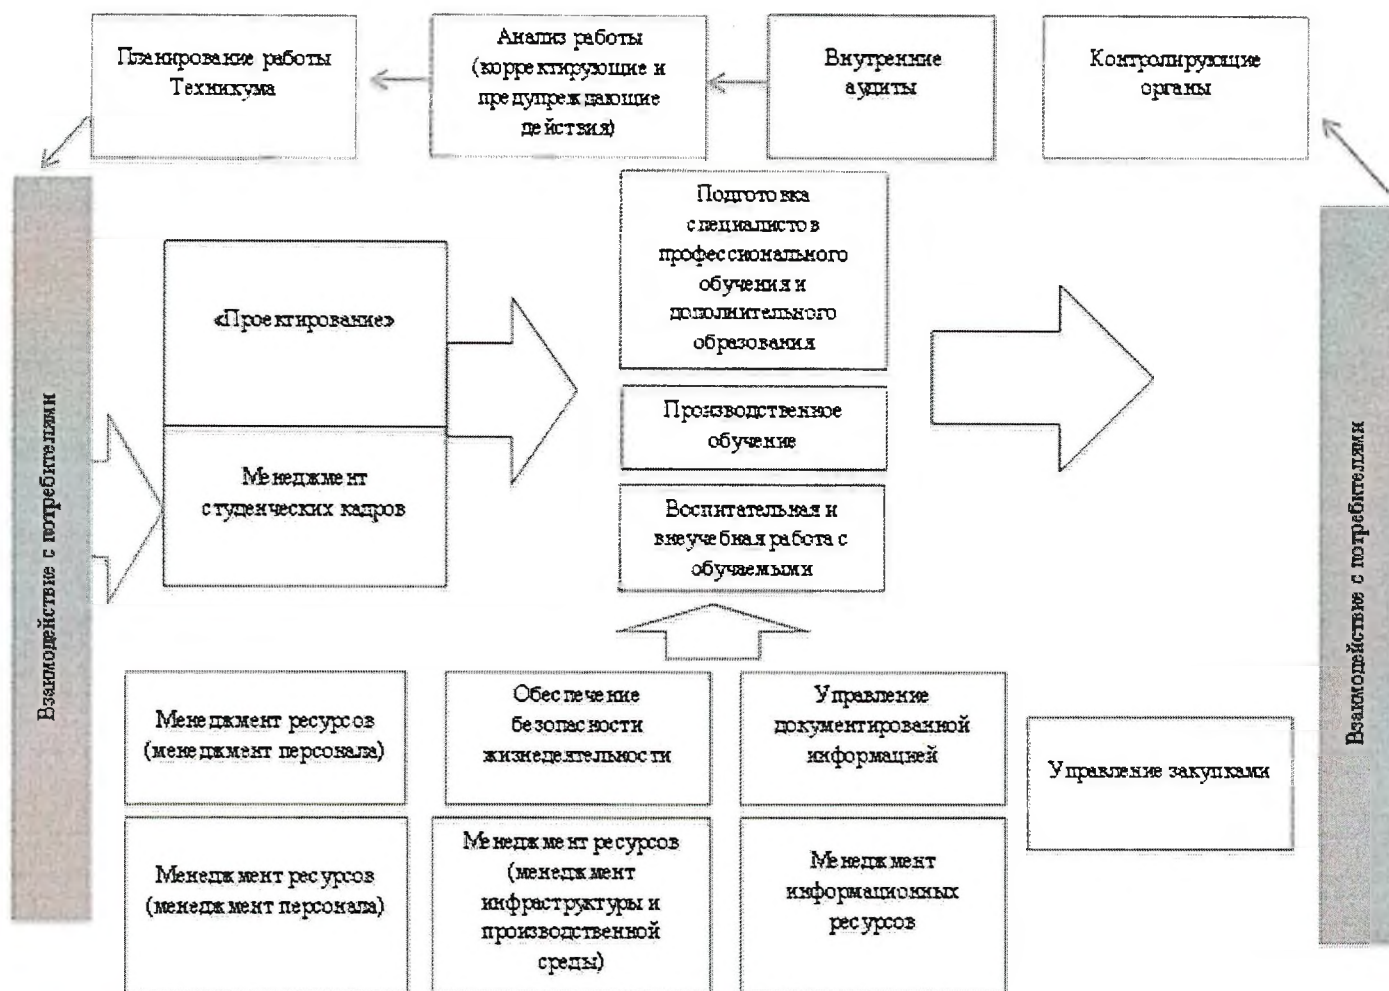 Планирование работы
Техникума
Анализ работы
(корректирующие и
предупреждающие
действия)
Внутренние
аудиты
Контролирующие
органы
Взаимодействие с потребителями
«Проектирование»
Менеджмент
студенческих кадров
Подготовка
специалистов
профессионального
обучения и
дополнительного
образования
Производственное
обучение
Воспитательная и
внеучебная работа с
обучаемыми
Взаимодействие с потребителями
Менеджмент ресурсов
(менеджмент персонала)
Обеспечение
безопасности
жизнедеятельности
Управление
документированной
информацией
Управление закупками
Менеджмент ресурсов
(менеджмент персонала)
Менеджмент ресурсов
(менеджмент
инфраструктуры и
производственной
среды)
Менеджмент
информационных
ресурсов